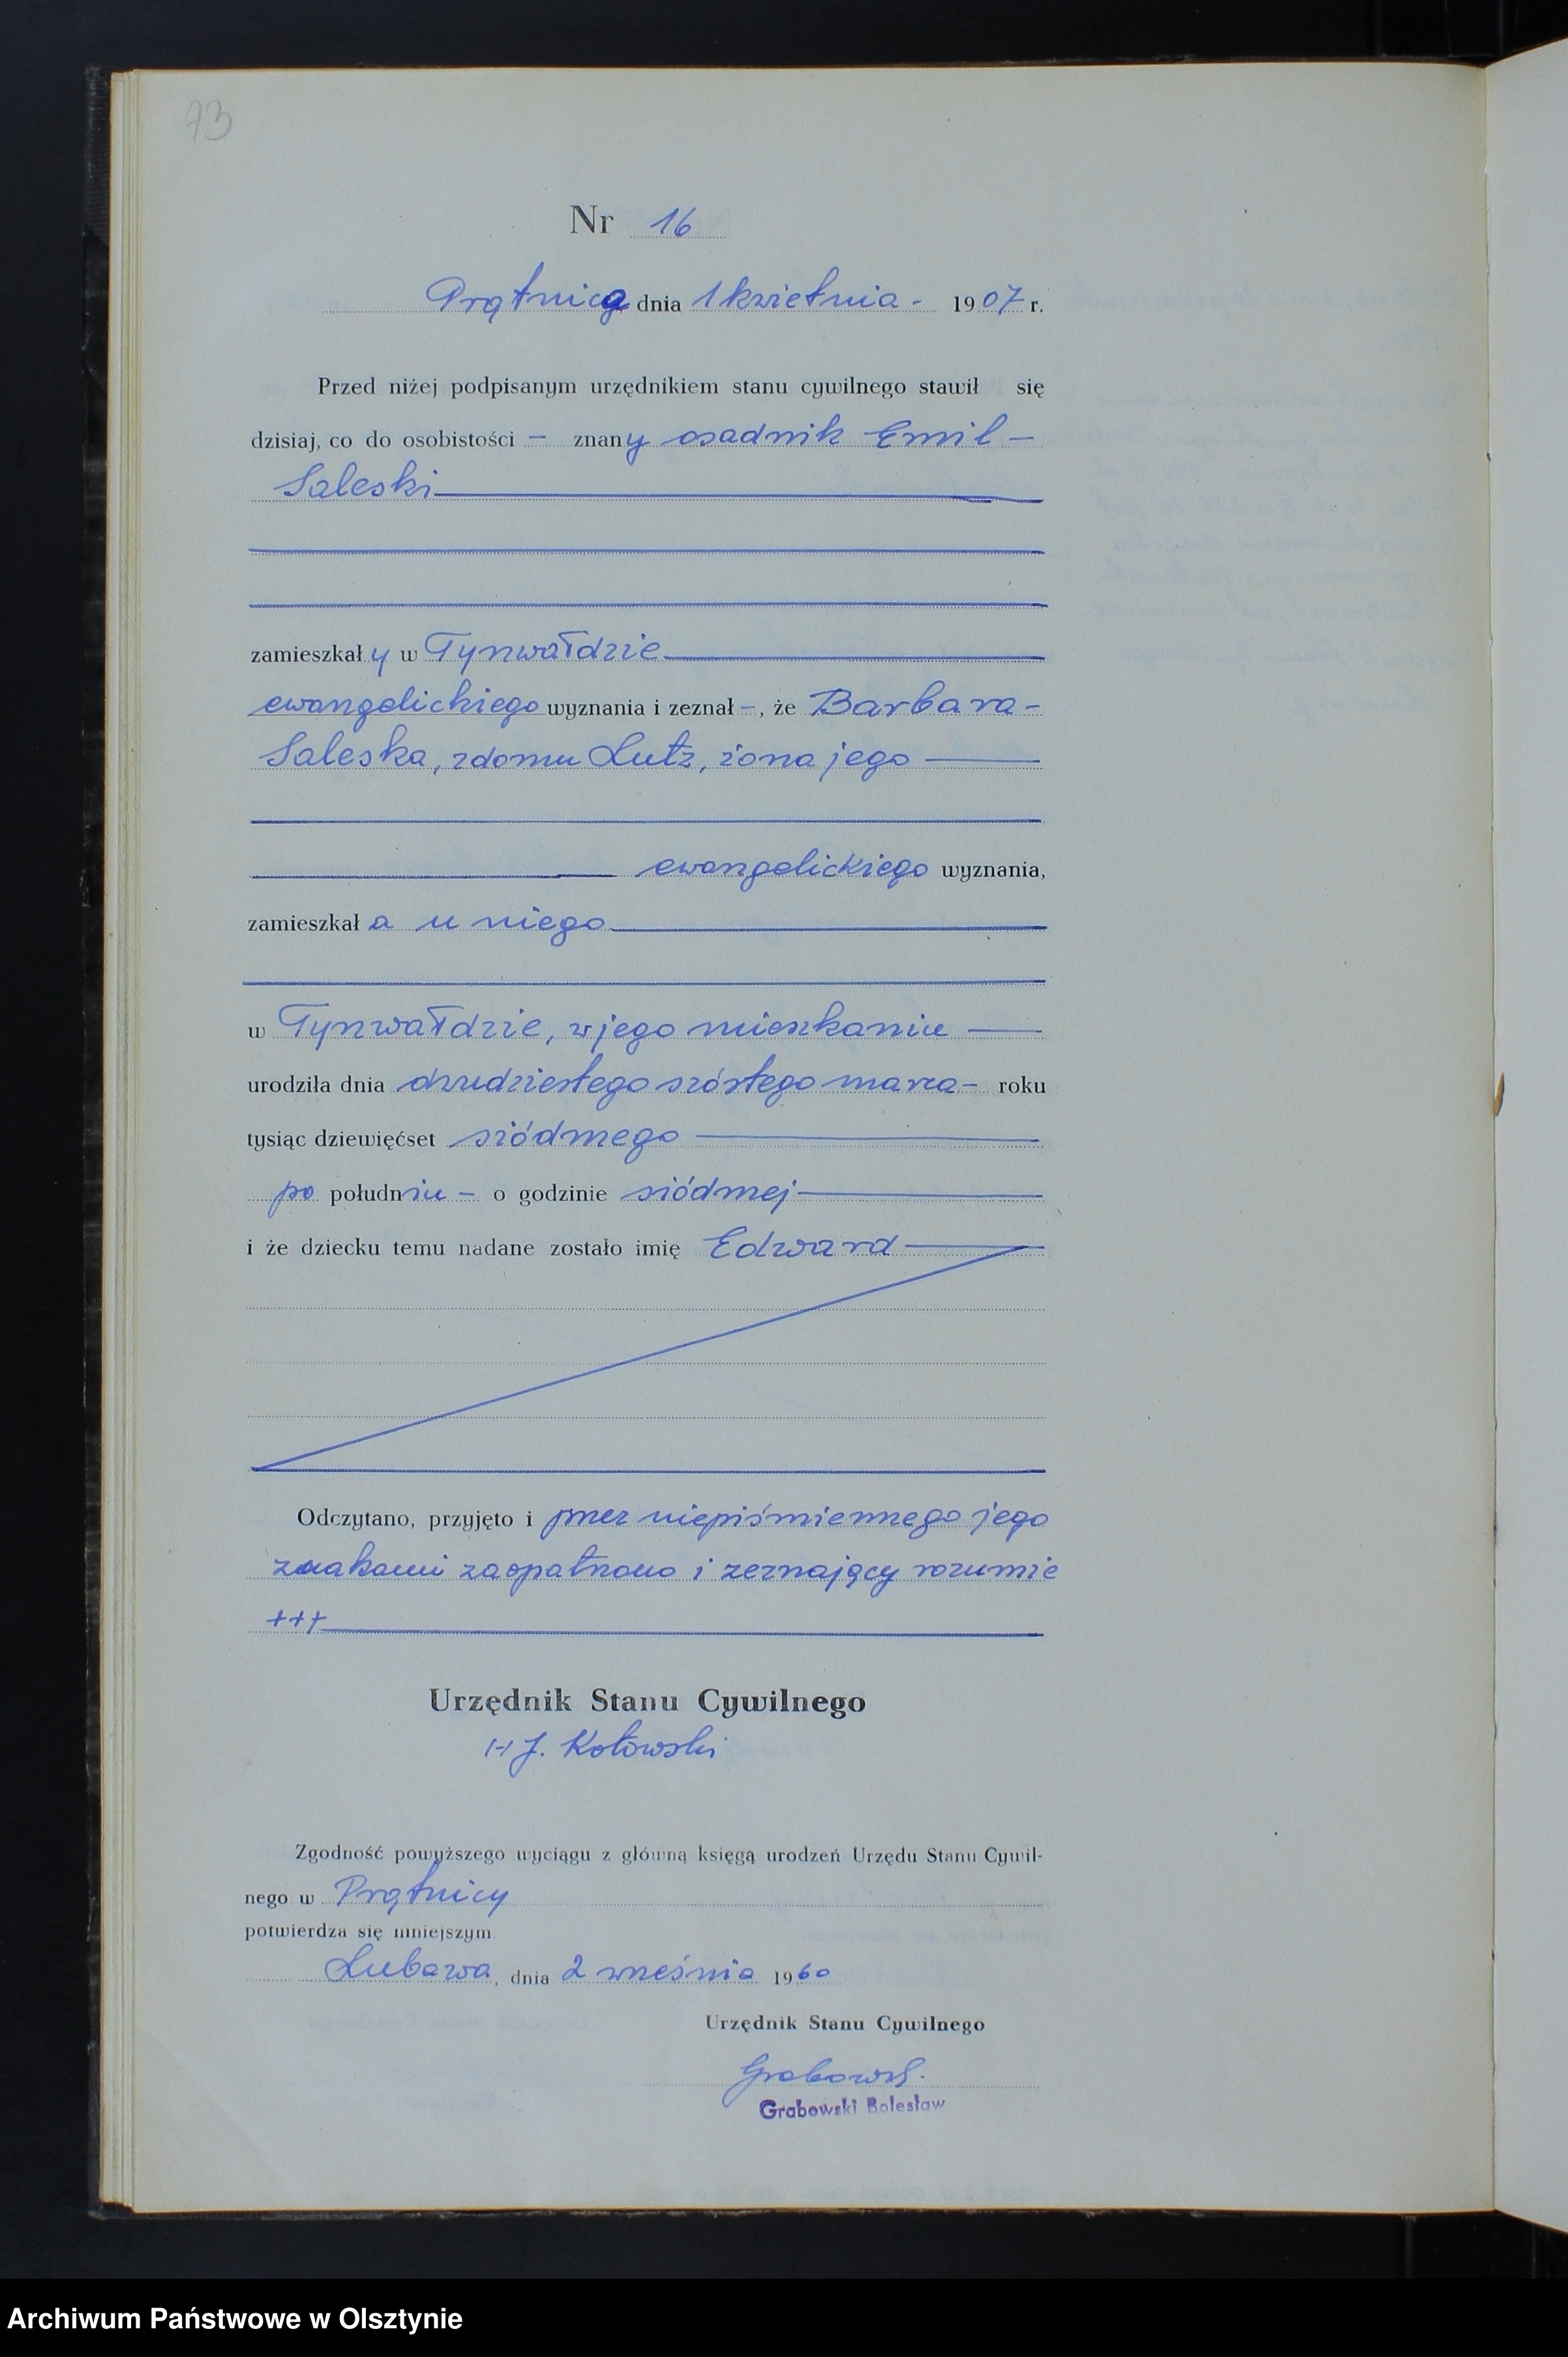 73
Nr 16
Prątnica dnia 1 kwietnia - 1907 r.
Przed niżej podpisanym urzędnikiem stanu cywilnego stawił się
dzisiaj, co do osobistości - znany osadnik Emil -
Saleski
zamieszkały w Tynwałdzie
ewangelickiego wyznania i zeznał -, że Barbara -
Saleska, z domu Lutz, żona jego
ewangelickiego wyznania,
zamieszkała u niego
w Tynwałdzie, w jego mieszkaniu
urodziła dnia dwudziestego szóstego marca - roku
tysiąc dziewięćset siódmego
po południu - o godzinie siódmej
i że dziecku temu nadane zostało imię Edward
Odczytano, przyjęto i przez niepiśmiennego jego
znakami zaopatrzono i zeznający rozumie
+++
Urzędnik Stanu Cywilnego
/-/ J. Kotowski
Zgodność powyższego wyciągu z główną księgą urodzeń Urzędu Stanu Cywil-
nego w Prątnicy
potwierdza się niniejszym
Lubawa, dnia 2 września 1960
Urzędnik Stanu Cywilnego
Grabowski
Grabowski Bolesław
Archiwum Państwowe w Olsztynie